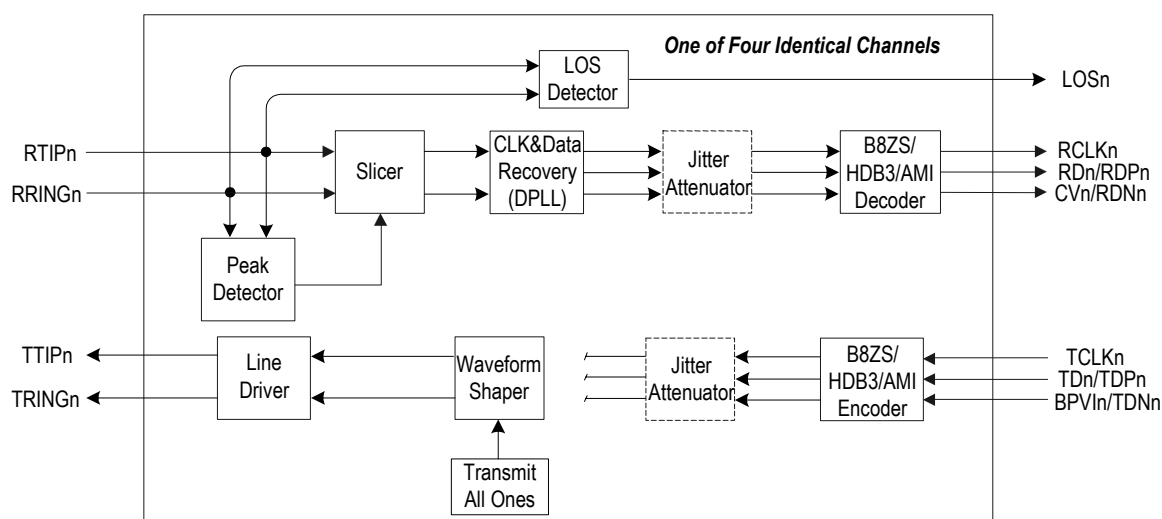 One of Four Identical Channels
LOS
Detector
LOSn
RTIPn
RRINGn
Slicer
CLK&Data
Recovery
(DPLL)
Jitter
Attenuator
B8ZS/
HDB3/AMI
Decoder
RCLKn
RDn/RDPn
CVn/RDNn
Peak
Detector
TTIPn
TRINGn
Line
Driver
Waveform
Shaper
Jitter
Attenuator
B8ZS/
HDB3/AMI
Encoder
TCLKn
TDn/TDPn
BPVIn/TDNn
Transmit
All Ones